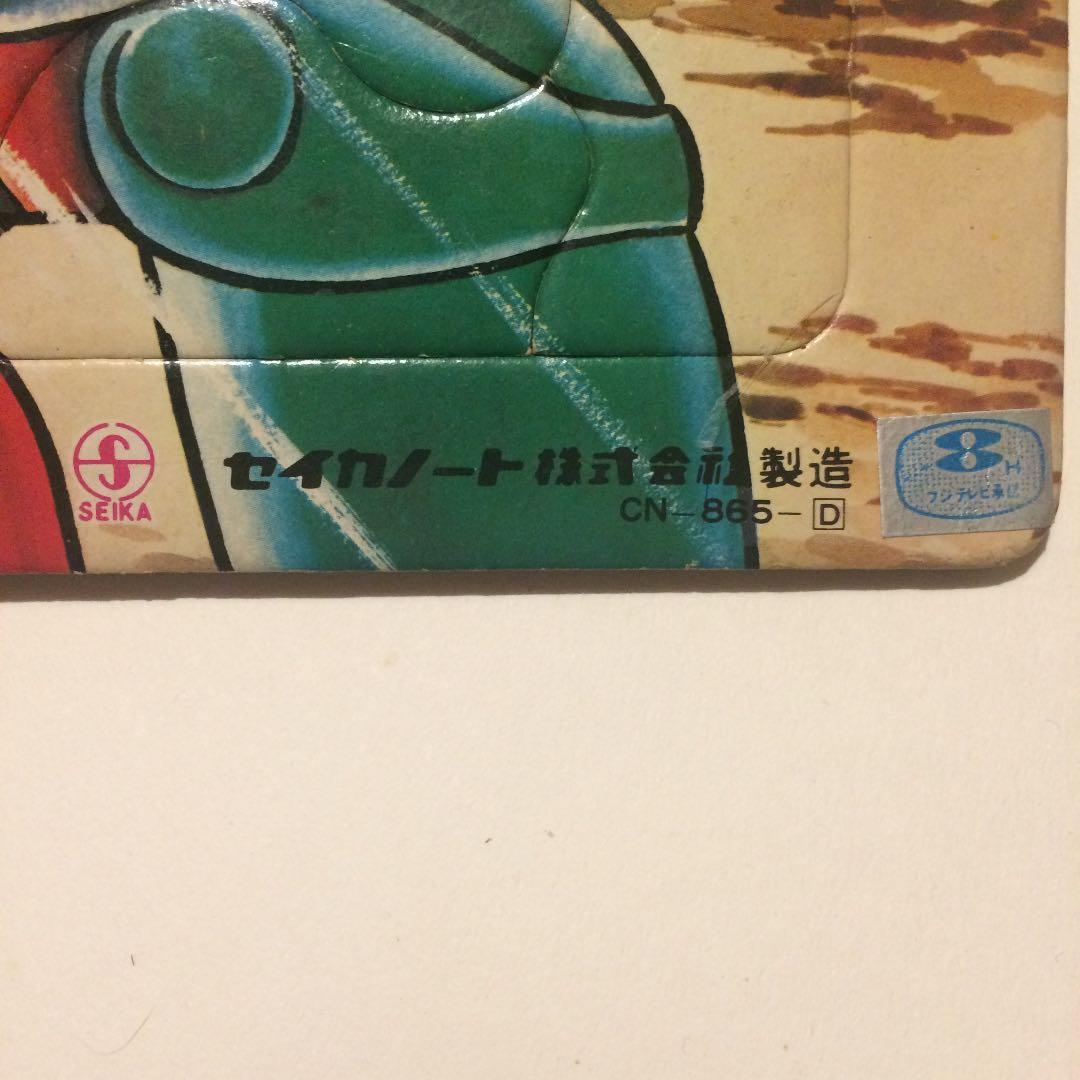 SEIKA
セイカノート株式会社製造
CN-865-D
8
フジテレビ承認